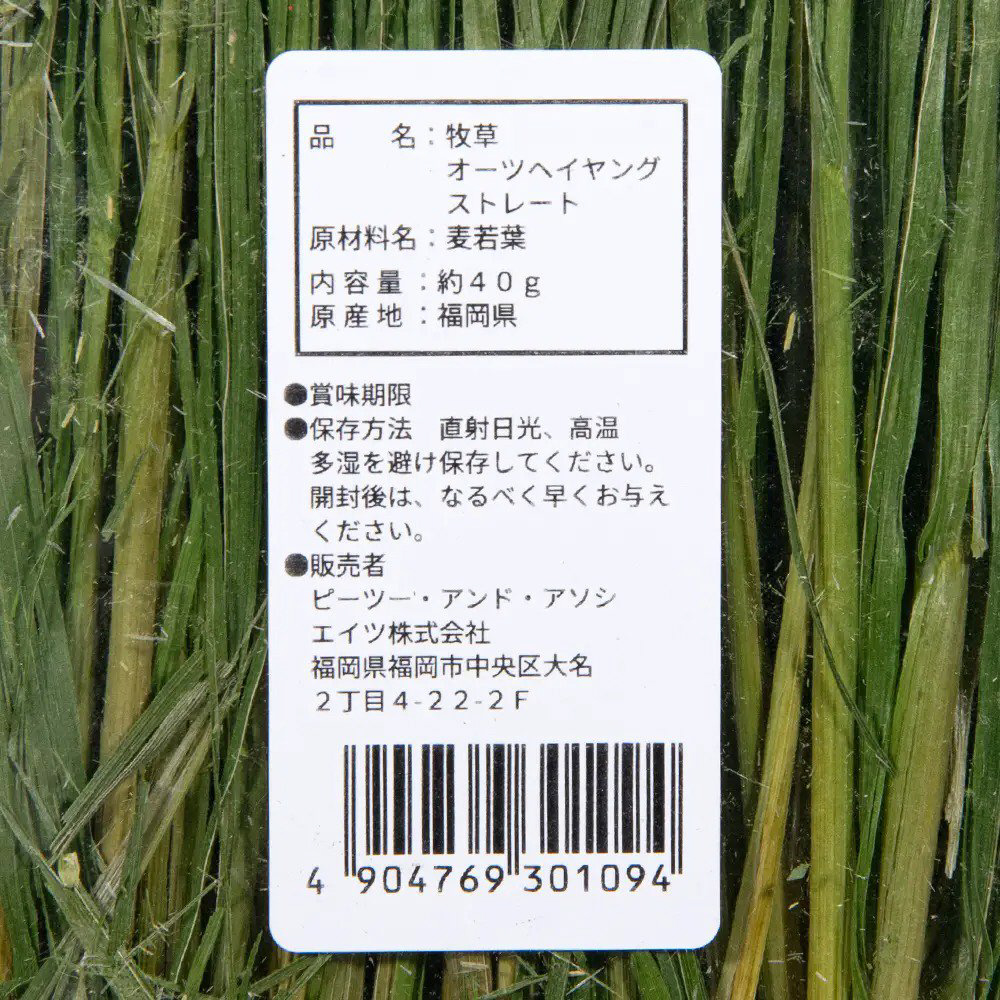 品　　名：牧草
オーツヘイヤング
ストレート
原材料名：麦若葉
内容量：約４０ｇ
原産地：福岡県
●賞味期限
●保存方法　直射日光、高温
多湿を避け保存してください。
開封後は、なるべく早くお与え
ください。
●販売者
ピーツー・アンド・アソシ
エイツ株式会社
福岡県福岡市中央区大名
２丁目４-２２-２Ｆ
4 904769 301094